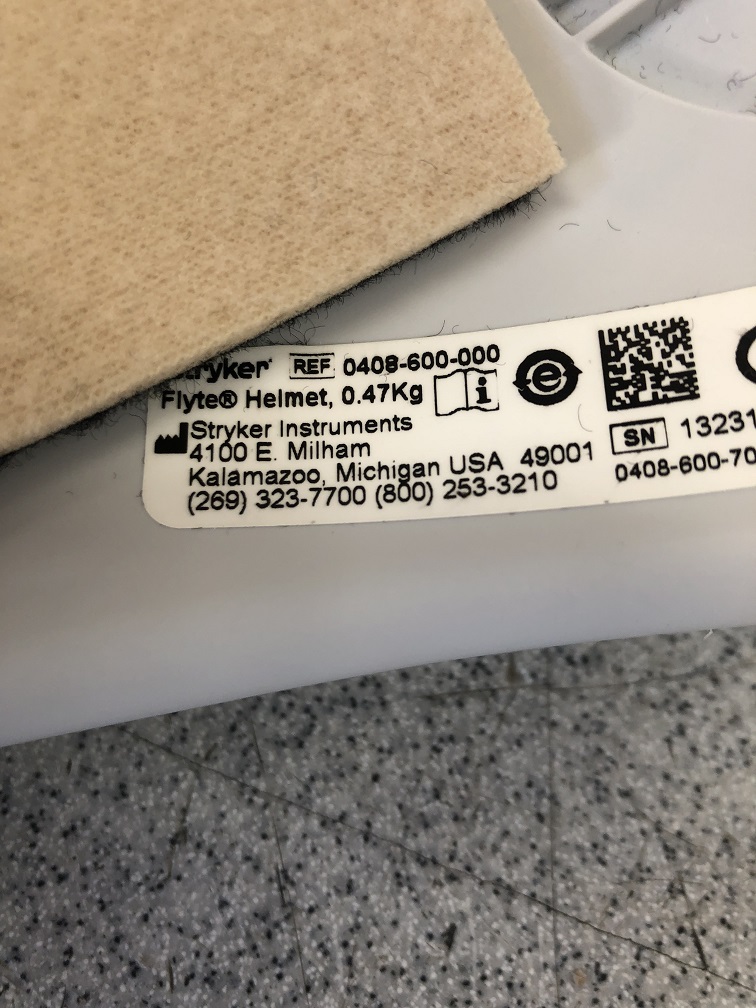 stryker REF 0408-600-000
Flyte® Helmet, 0.47Kg
Stryker Instruments
4100 E. Milham
Kalamazoo, Michigan USA 49001
(269) 323-7700 (800) 253-3210
SN 13231
0408-600-70